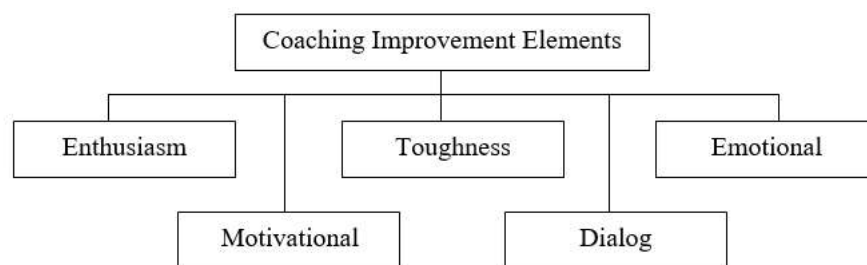 Coaching Improvement Elements
Enthusiasm
Toughness
Emotional
Motivational
Dialog